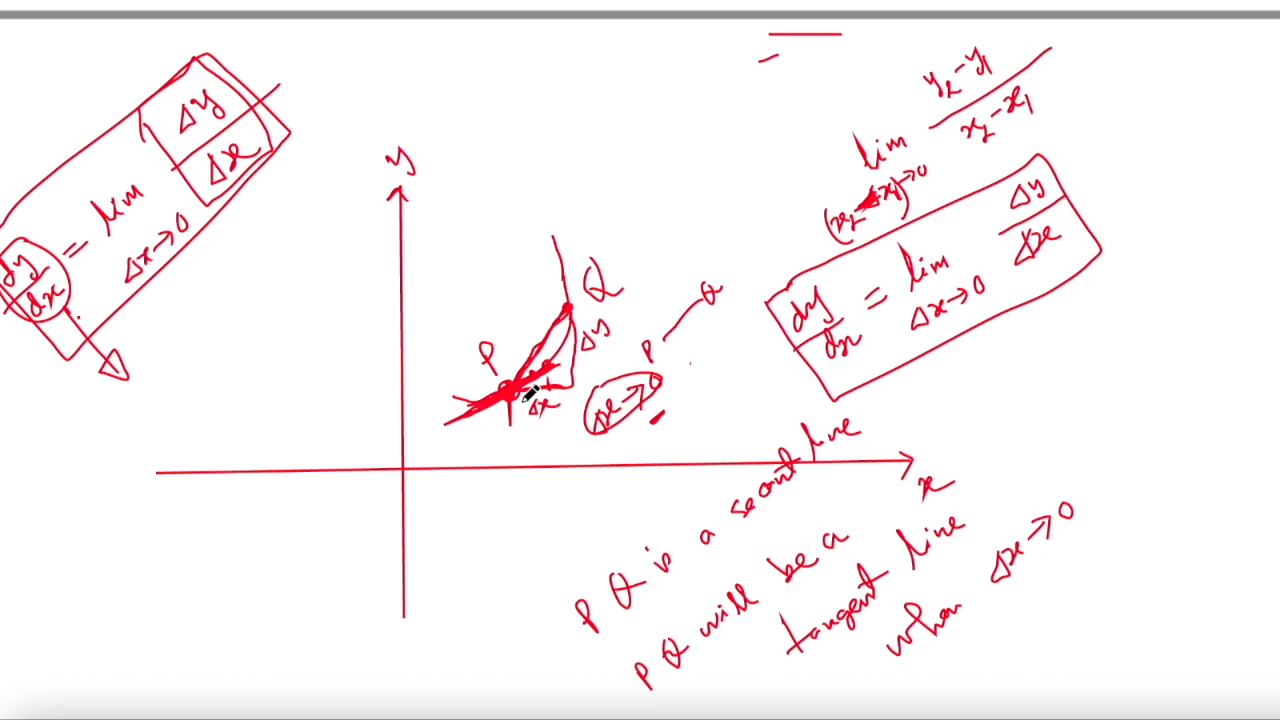 dy/dx = lim Δx→0 Δy/Δx
y
P
Q
Δy
Δx
Δx→0
P Q
x
lim (x2-x1)→0 y2-y1/x2-x1
dy/dx = lim Δx→0 Δy/Δx
PQ is a secant line
PQ will be a
tangent line
when Δx→0